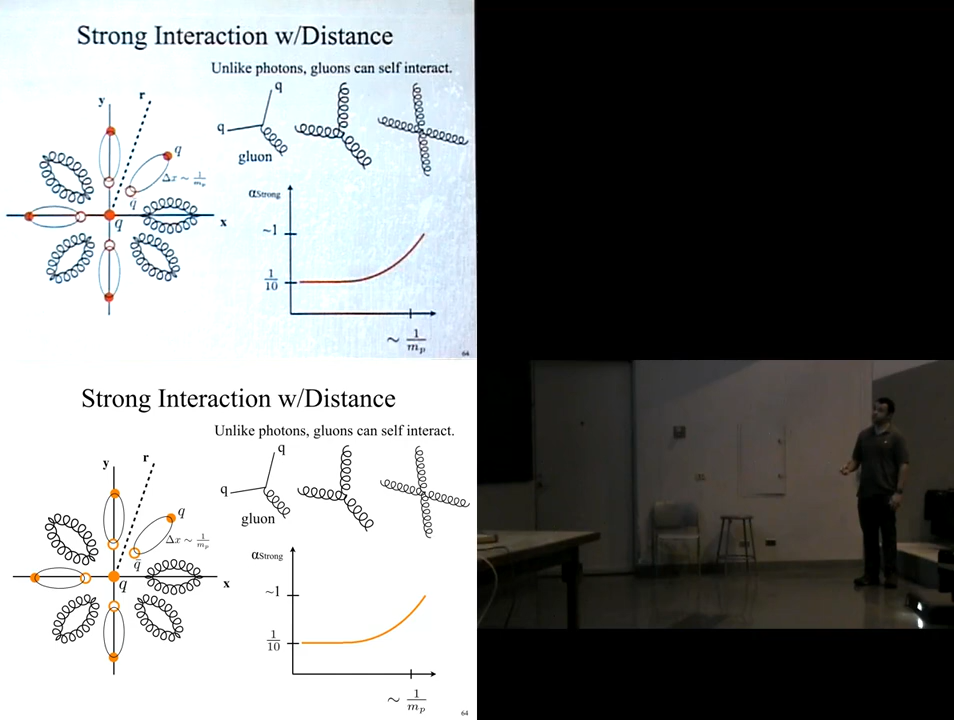 Strong Interaction w/Distance
Unlike photons, gluons can self interact.
y
r
q
q
q
gluon
Δx ~ 1/m_p
q
q
x
αStrong
~1
1/10
~ 1/m_p
64
Strong Interaction w/Distance
Unlike photons, gluons can self interact.
y
r
q
q
q
gluon
Δx ~ 1/m_p
q
q
x
αStrong
~1
1/10
~ 1/m_p
64